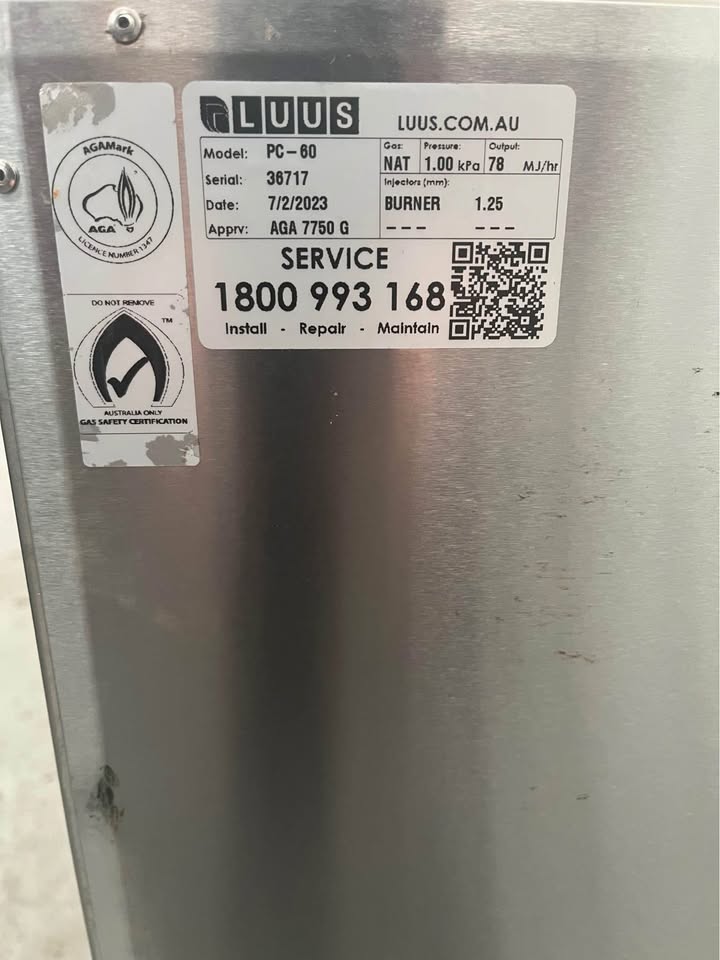 AGAMark
AGA
LICENCE NUMBER 1347
DO NOT REMOVE
TM
AUSTRALIA ONLY
GAS SAFETY CERTIFICATION
LUUS
LUUS.COM.AU
Model: PC-60
Serial: 36717
Date: 7/2/2023
Apprv: AGA 7750 G
Gas: Pressure: Output:
NAT 1.00 kPa 78 MJ/hr
Injectors (mm):
BURNER 1.25
--- ---
SERVICE
1800 993 168
Install - Repair - Maintain